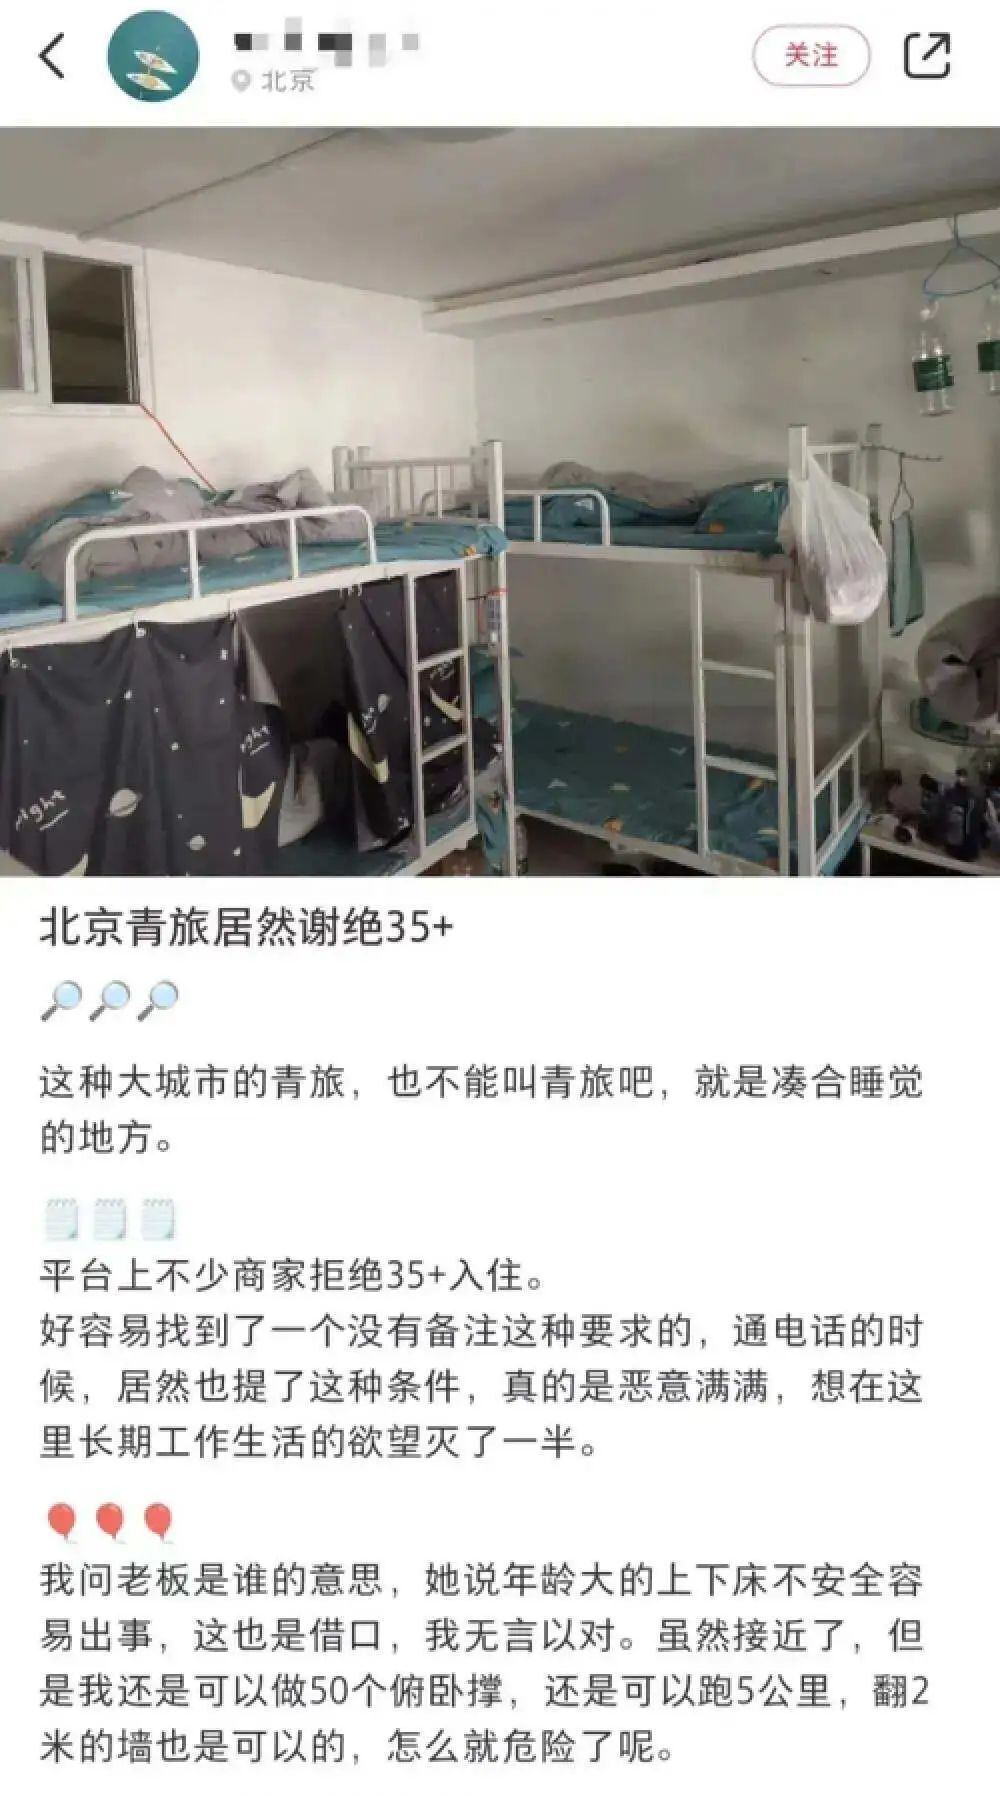 北京
关注
night
night
night
北京青旅居然谢绝35+
这种大城市的青旅，也不能叫青旅吧，就是凑合睡觉
的地方。
平台上不少商家拒绝35+入住。
好容易找到了一个没有备注这种要求的，通电话的时
候，居然也提了这种条件，真的是恶意满满，想在这
里长期工作生活的欲望灭了一半。
我问老板是谁的意思，她说年龄大的上下床不安全容
易出事，这也是借口，我无言以对。虽然接近了，但
是我还是可以做50个俯卧撑，还是可以跑5公里，翻2
米的墙也是可以的，怎么就危险了呢。